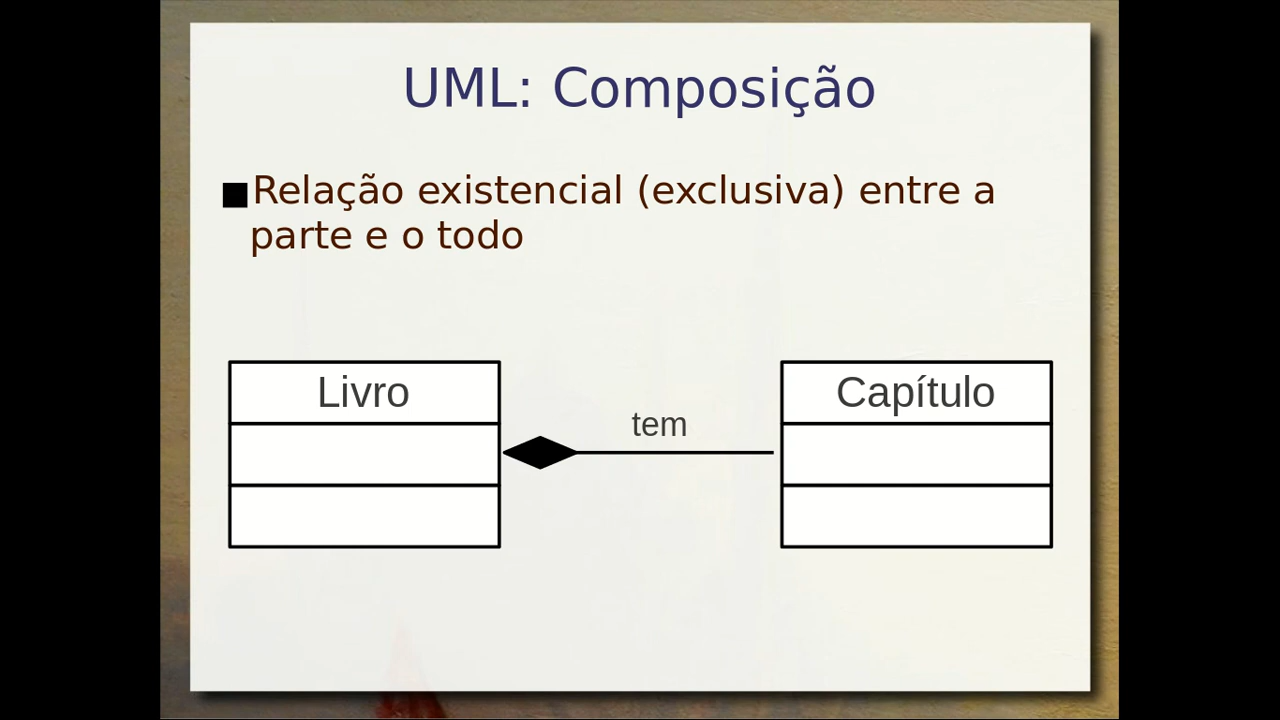 UML: Composição
Relação existencial (exclusiva) entre a
parte e o todo
Livro
tem
Capítulo